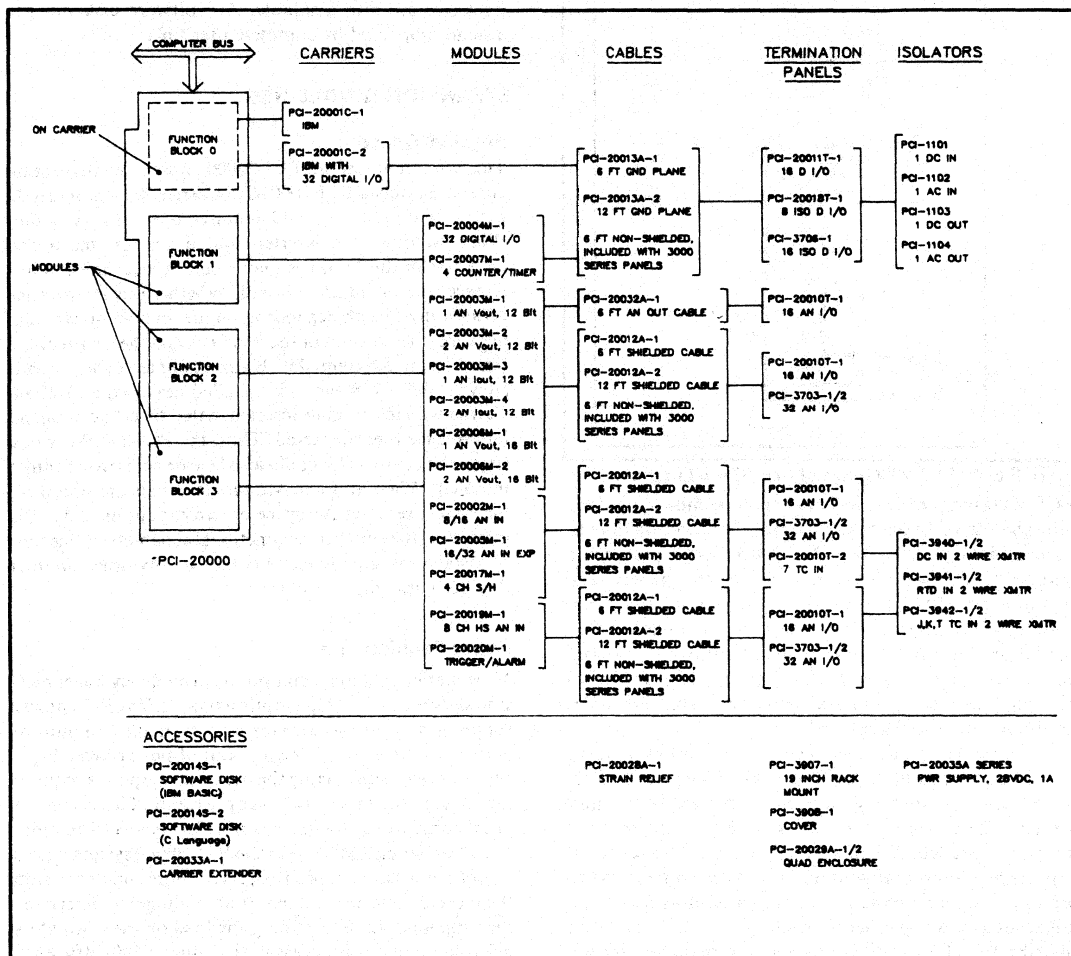 COMPUTER BUS
CARRIERS
MODULES
CABLES
TERMINATION
PANELS
ISOLATORS
ON CARRIER
MODULES
FUNCTION
BLOCK 0
FUNCTION
BLOCK 1
FUNCTION
BLOCK 2
FUNCTION
BLOCK 3
PCI-20000
PCI-20001C-1
IBM
PCI-20001C-2
IBM WITH
32 DIGITAL I/O
PCI-20004M-1
32 DIGITAL I/O
PCI-20007M-1
4 COUNTER/TIMER
PCI-20003M-1
1 AN Vout, 12 Bit
PCI-20003M-2
2 AN Vout, 12 Bit
PCI-20003M-3
1 AN Iout, 12 Bit
PCI-20003M-4
2 AN Iout, 12 Bit
PCI-20006M-1
1 AN Vout, 16 Bit
PCI-20006M-2
2 AN Vout, 16 Bit
PCI-20002M-1
8/16 AN IN
PCI-20005M-1
16/32 AN IN EXP
PCI-20017M-1
4 CH S/H
PCI-20019M-1
8 CH HS AN IN
PCI-20020M-1
TRIGGER/ALARM
PCI-20013A-1
6 FT GND PLANE
PCI-20013A-2
12 FT GND PLANE
6 FT NON-SHIELDED,
INCLUDED WITH 3000
SERIES PANELS
PCI-20032A-1
6 FT AN OUT CABLE
PCI-20012A-1
6 FT SHIELDED CABLE
PCI-20012A-2
12 FT SHIELDED CABLE
6 FT NON-SHIELDED,
INCLUDED WITH 3000
SERIES PANELS
PCI-20012A-1
6 FT SHIELDED CABLE
PCI-20012A-2
12 FT SHIELDED CABLE
6 FT NON-SHIELDED,
INCLUDED WITH 3000
SERIES PANELS
PCI-20012A-1
6 FT SHIELDED CABLE
PCI-20012A-2
12 FT SHIELDED CABLE
6 FT NON-SHIELDED,
INCLUDED WITH 3000
SERIES PANELS
PCI-20011T-1
16 D I/O
PCI-20018T-1
8 ISO D I/O
PCI-3706-1
16 ISO D I/O
PCI-20010T-1
16 AN I/O
PCI-20010T-1
16 AN I/O
PCI-3703-1/2
32 AN I/O
PCI-20010T-1
16 AN I/O
PCI-3703-1/2
32 AN I/O
PCI-20010T-2
7 TC IN
PCI-20010T-1
16 AN I/O
PCI-3703-1/2
32 AN I/O
PCI-1101
1 DC IN
PCI-1102
1 AC IN
PCI-1103
1 DC OUT
PCI-1104
1 AC OUT
PCI-3940-1/2
DC IN 2 WIRE XMTR
PCI-3941-1/2
RTD IN 2 WIRE XMTR
PCI-3942-1/2
J,K,T TC IN 2 WIRE XMTR
ACCESSORIES
PCI-20014S-1
SOFTWARE DISK
(IBM BASIC)
PCI-20014S-2
SOFTWARE DISK
(C Language)
PCI-20033A-1
CARRIER EXTENDER
PCI-20028A-1
STRAIN RELIEF
PCI-3907-1
19 INCH RACK
MOUNT
PCI-3908-1
COVER
PCI-20029A-1/2
QUAD ENCLOSURE
PCI-20035A SERIES
PWR SUPPLY, 28VDC, 1A